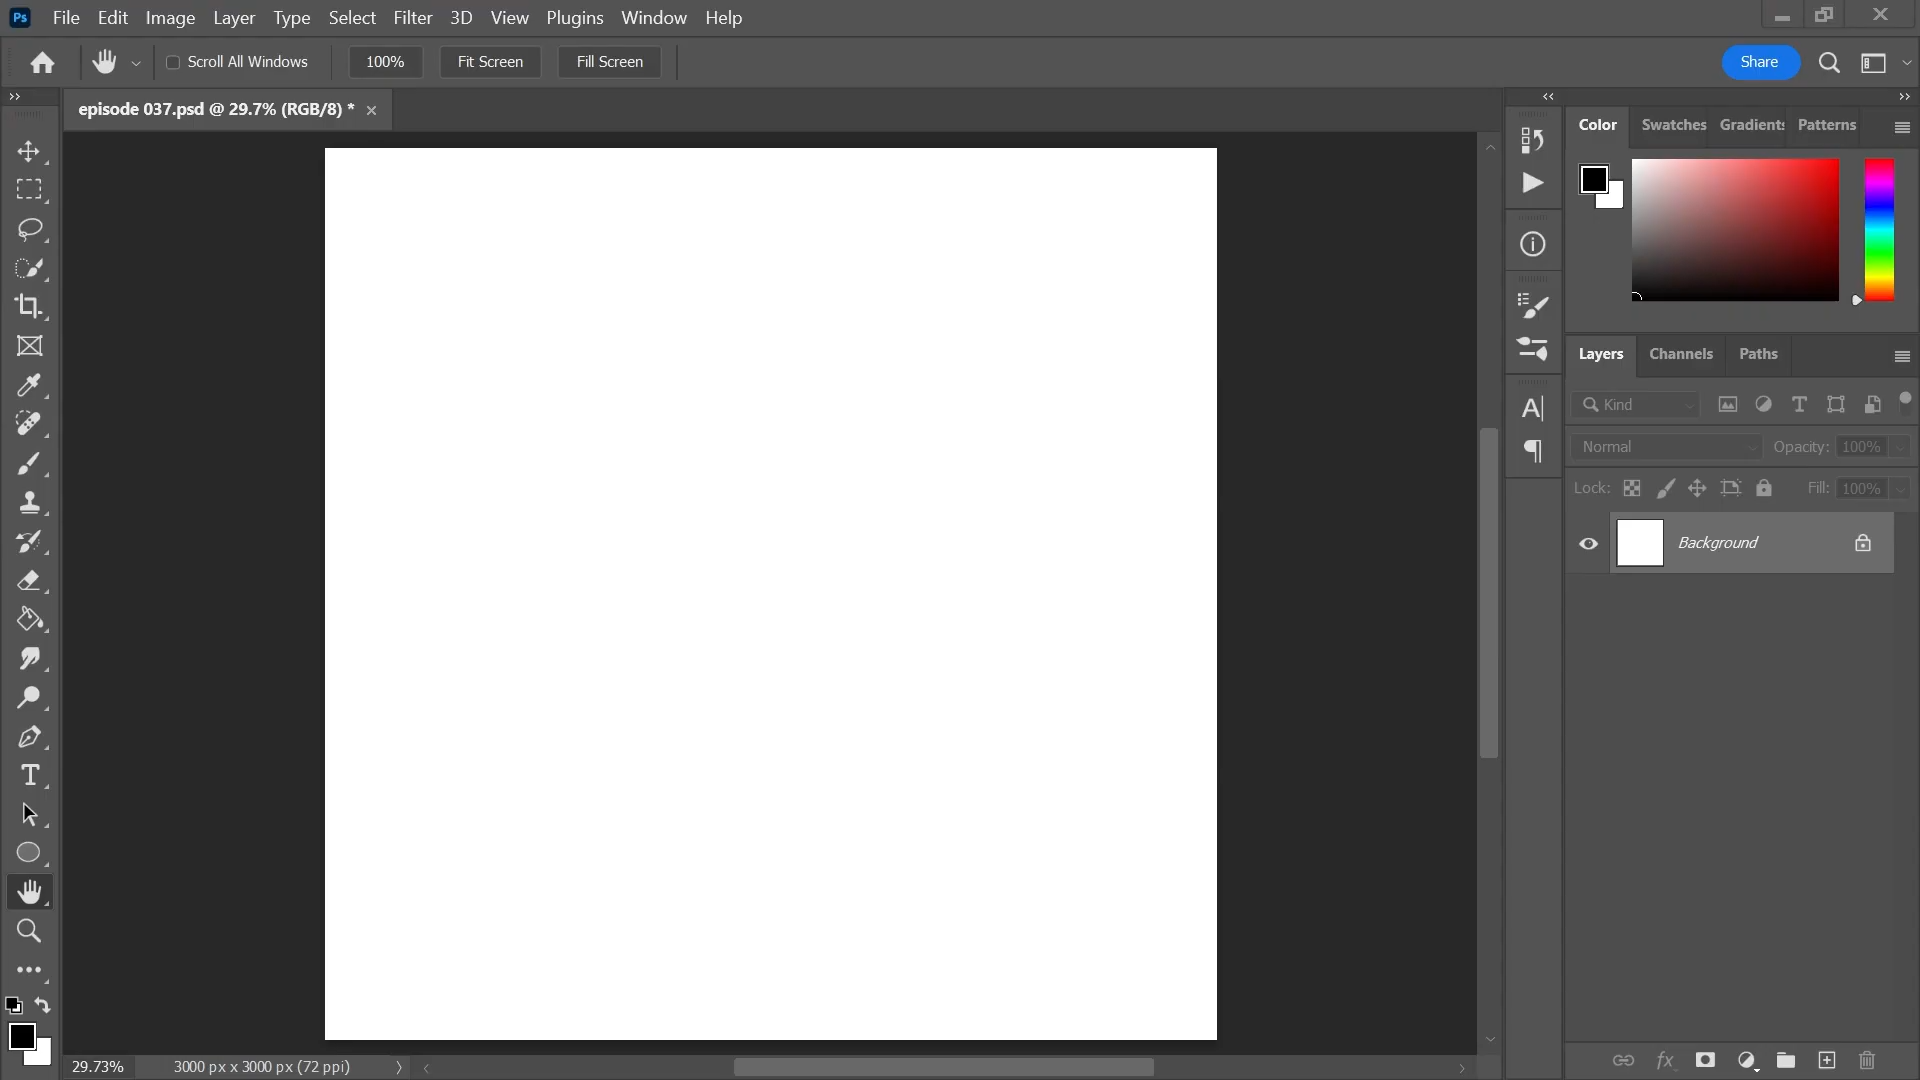 Ps File Edit Image Layer Type Select Filter 3D View Plugins Window Help
Scroll All Windows 100% Fit Screen Fill Screen Share
episode 037.psd @ 29.7% (RGB/8) *
Color Swatches Gradients Patterns
Layers Channels Paths
Kind
Normal Opacity: 100%
Lock: Fill: 100%
Background
29.73% 3000 px x 3000 px (72 ppi)